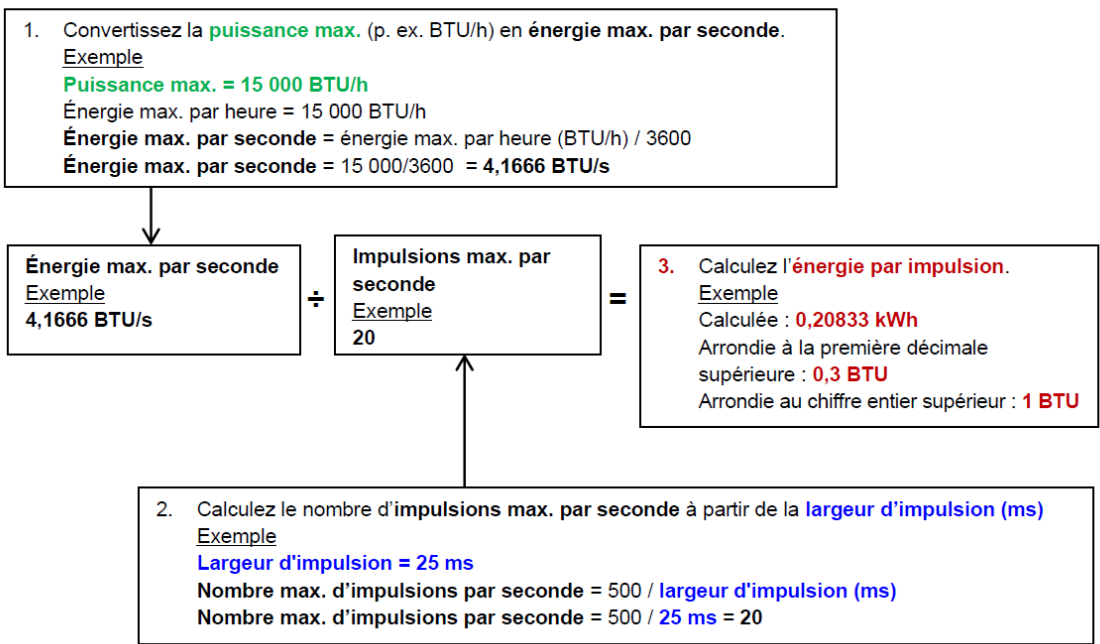 1. Convertissez la puissance max. (p. ex. BTU/h) en énergie max. par seconde.
Exemple
Puissance max. = 15 000 BTU/h
Énergie max. par heure = 15 000 BTU/h
Énergie max. par seconde = énergie max. par heure (BTU/h) / 3600
Énergie max. par seconde = 15 000/3600 = 4,1666 BTU/s
Énergie max. par seconde
Exemple
4,1666 BTU/s
÷
Impulsions max. par
seconde
Exemple
20
=
3. Calculez l'énergie par impulsion.
Exemple
Calculée : 0,20833 kWh
Arrondie à la première décimale
supérieure : 0,3 BTU
Arrondie au chiffre entier supérieur : 1 BTU
2. Calculez le nombre d'impulsions max. par seconde à partir de la largeur d'impulsion (ms)
Exemple
Largeur d'impulsion = 25 ms
Nombre max. d'impulsions par seconde = 500 / largeur d'impulsion (ms)
Nombre max. d'impulsions par seconde = 500 / 25 ms = 20